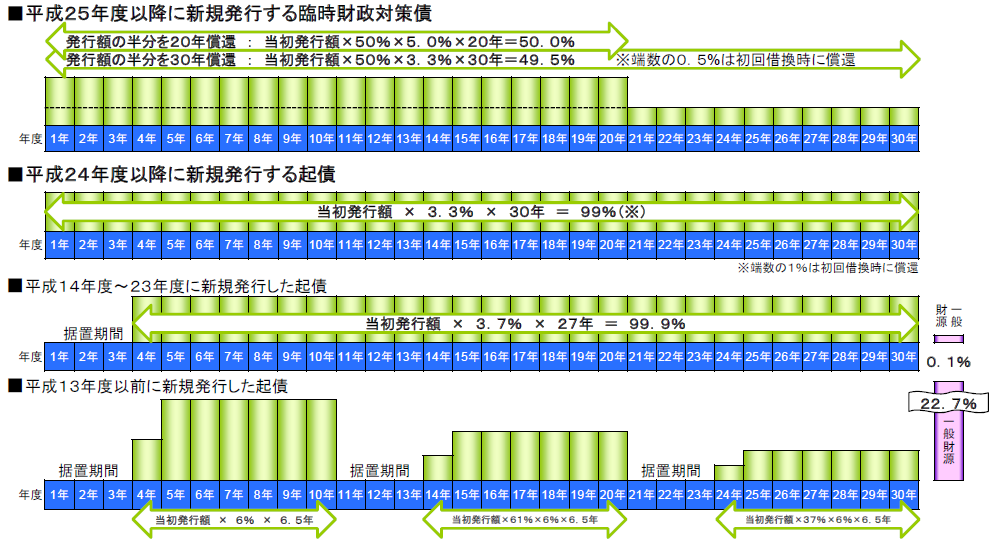 ■平成25年度以降に新規発行する臨時財政対策債
発行額の半分を20年償還 ： 当初発行額×50%×5.0%×20年＝50.0%
発行額の半分を30年償還 ： 当初発行額×50%×3.3%×30年＝49.5% ※端数の0.5%は初回借換時に償還
年度 1年 2年 3年 4年 5年 6年 7年 8年 9年 10年 11年 12年 13年 14年 15年 16年 17年 18年 19年 20年 21年 22年 23年 24年 25年 26年 27年 28年 29年 30年
■平成24年度以降に新規発行する起債
当初発行額 × 3.3% × 30年 ＝ 99%(※)
年度 1年 2年 3年 4年 5年 6年 7年 8年 9年 10年 11年 12年 13年 14年 15年 16年 17年 18年 19年 20年 21年 22年 23年 24年 25年 26年 27年 28年 29年 30年
※端数の1%は初回借換時に償還
■平成14年度～23年度に新規発行した起債
当初発行額 × 3.7% × 27年 ＝ 99.9%
据置期間
年度 1年 2年 3年 4年 5年 6年 7年 8年 9年 10年 11年 12年 13年 14年 15年 16年 17年 18年 19年 20年 21年 22年 23年 24年 25年 26年 27年 28年 29年 30年
一般
財源
0.1%
■平成13年度以前に新規発行した起債
22.7%
一般財源
据置期間 据置期間 据置期間
年度 1年 2年 3年 4年 5年 6年 7年 8年 9年 10年 11年 12年 13年 14年 15年 16年 17年 18年 19年 20年 21年 22年 23年 24年 25年 26年 27年 28年 29年 30年
当初発行額 × 6% × 6.5年 当初発行額×61%×6%×6.5年 当初発行額×37%×6%×6.5年